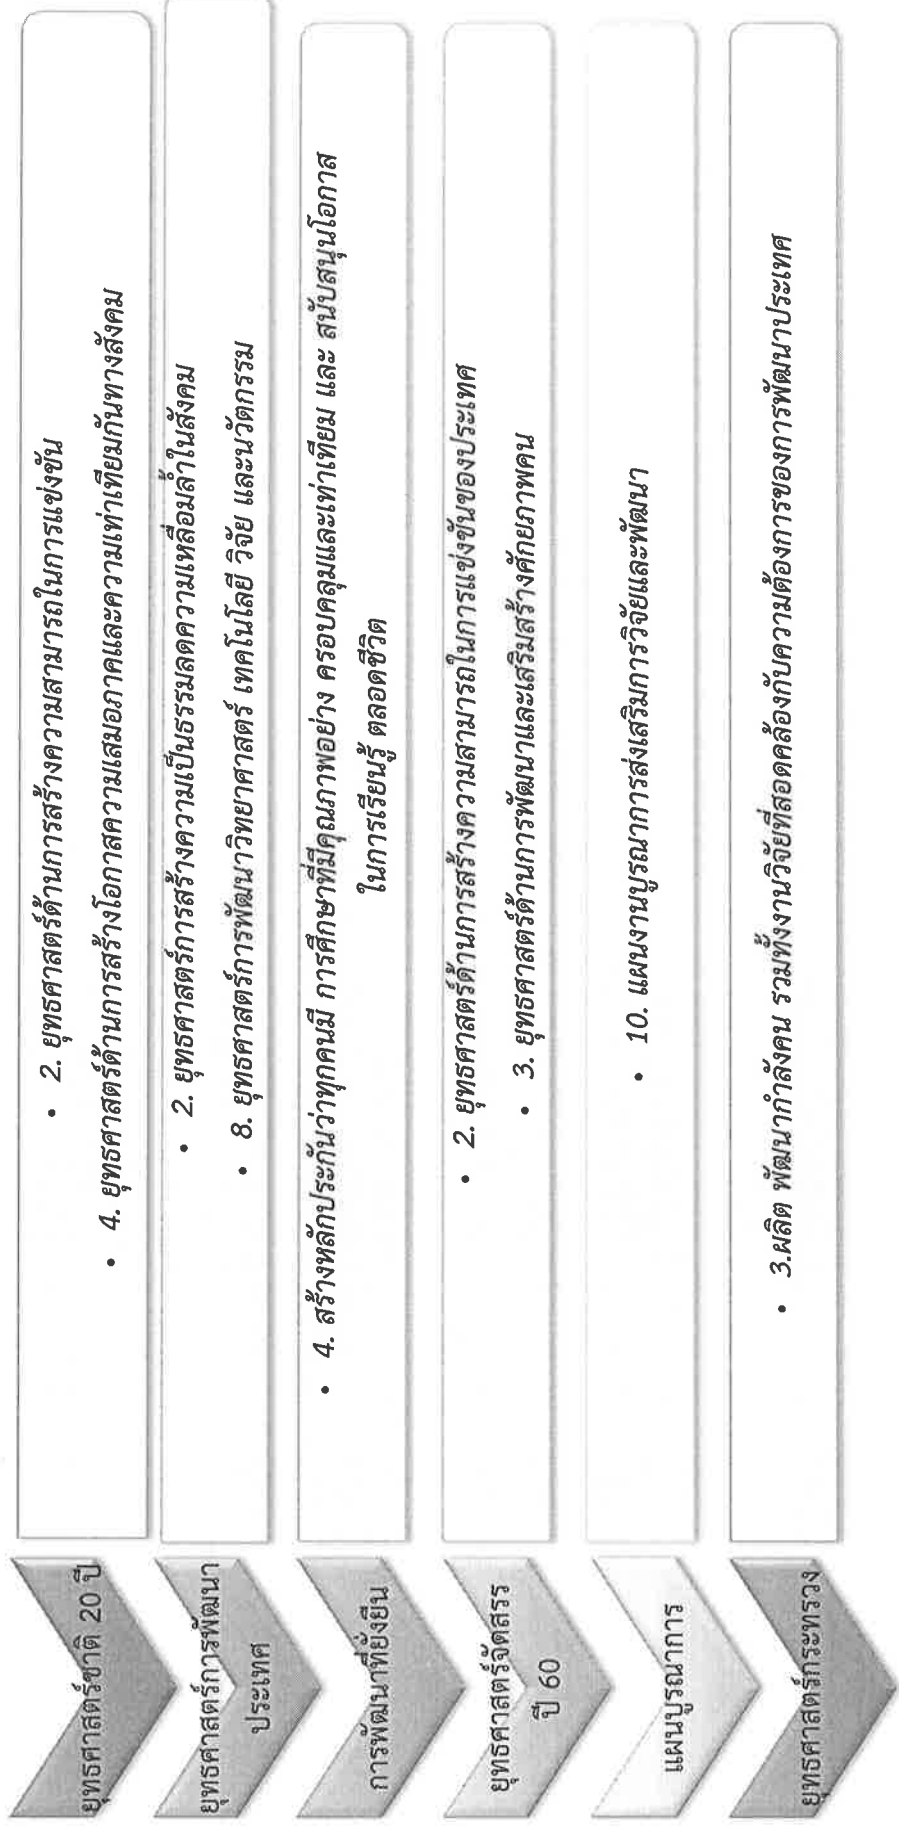 ยุทธศาสตร์ชาติ 20 ปี
• 2. ยุทธศาสตร์ด้านการสร้างความสามารถในการแข่งขัน
• 4. ยุทธศาสตร์ด้านการสร้างโอกาสความเสมอภาคและความเท่าเทียมกันทางสังคม
ยุทธศาสตร์การพัฒนา
ประเทศ
• 2. ยุทธศาสตร์การสร้างความเป็นธรรมลดความเหลื่อมล้ำในสังคม
• 8. ยุทธศาสตร์การพัฒนาวิทยาศาสตร์ เทคโนโลยี วิจัย และนวัตกรรม
การพัฒนาที่ยั่งยืน
• 4. สร้างหลักประกันว่าทุกคนมี การศึกษาที่มีคุณภาพอย่าง ครอบคลุมและเท่าเทียม และ สนับสนุนโอกาส
ในการเรียนรู้ ตลอดชีวิต
ยุทธศาสตร์จัดสรร
ปี 60
• 2. ยุทธศาสตร์ด้านการสร้างความสามารถในการแข่งขันของประเทศ
• 3. ยุทธศาสตร์ด้านการพัฒนาและเสริมสร้างศักยภาพคน
แผนบูรณาการ
• 10. แผนงานบูรณาการส่งเสริมการวิจัยและพัฒนา
ยุทธศาสตร์กระทรวง
• 3.ผลิต พัฒนากำลังคน รวมทั้งงานวิจัยที่สอดคล้องกับความต้องการของการพัฒนาประเทศ